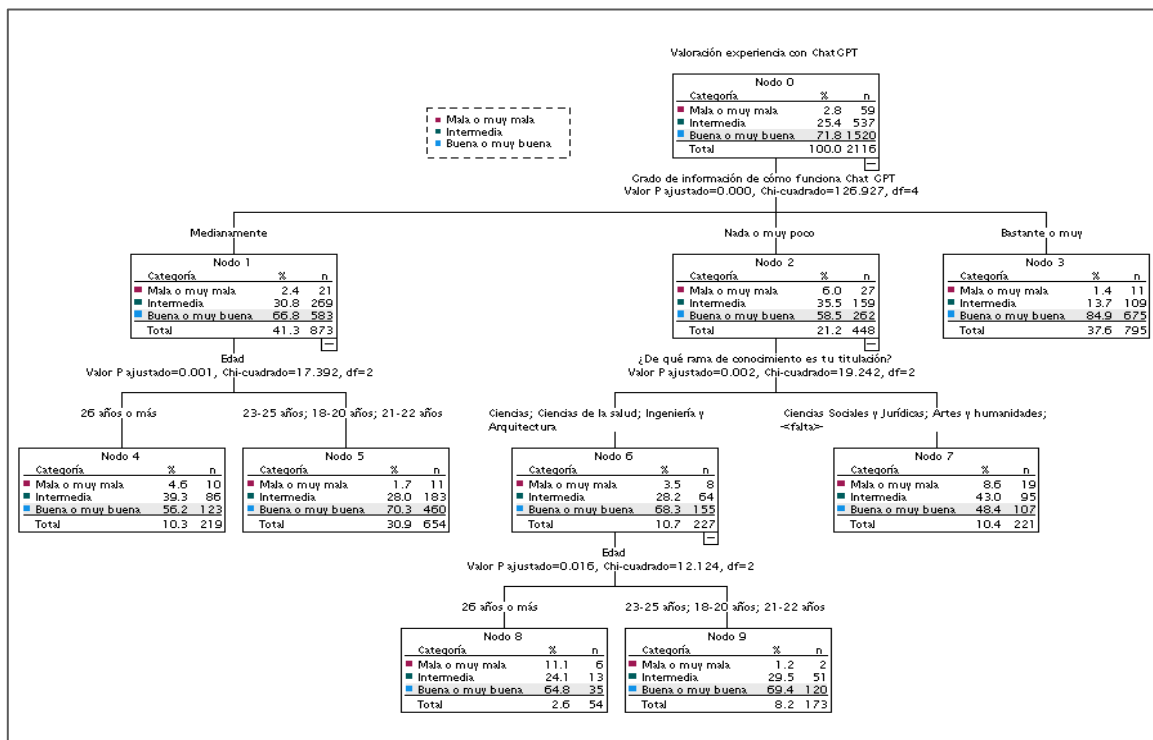 Valoración experiencia con ChatGPT
Mala o muy mala
Intermedia
Buena o muy buena
Nodo 0
Categoría % n
Mala o muy mala 2.8 59
Intermedia 25.4 537
Buena o muy buena 71.8 1520
Total 100.0 2116
Grado de información de cómo funciona Chat GPT
Valor P ajustado=0.000, Chi-cuadrado=126.927, df=4
Medianamente
Nada o muy poco
Bastante o muy
Nodo 1
Categoría % n
Mala o muy mala 2.4 21
Intermedia 30.8 269
Buena o muy buena 66.8 583
Total 41.3 873
Nodo 2
Categoría % n
Mala o muy mala 6.0 27
Intermedia 35.5 159
Buena o muy buena 58.5 262
Total 21.2 448
Nodo 3
Categoría % n
Mala o muy mala 1.4 11
Intermedia 13.7 109
Buena o muy buena 84.9 675
Total 37.6 795
Edad
Valor P ajustado=0.001, Chi-cuadrado=17.392, df=2
¿De qué rama de conocimiento es tu titulación?
Valor P ajustado=0.002, Chi-cuadrado=19.242, df=2
26 años o más
23-25 años; 18-20 años; 21-22 años
Ciencias; Ciencias de la salud; Ingeniería y
Arquitectura
Ciencias Sociales y Jurídicas; Artes y humanidades;
<falta>
Nodo 4
Categoría % n
Mala o muy mala 4.6 10
Intermedia 39.3 86
Buena o muy buena 56.2 123
Total 10.3 219
Nodo 5
Categoría % n
Mala o muy mala 1.7 11
Intermedia 28.0 183
Buena o muy buena 70.3 460
Total 30.9 654
Nodo 6
Categoría % n
Mala o muy mala 3.5 8
Intermedia 28.2 64
Buena o muy buena 68.3 155
Total 10.7 227
Nodo 7
Categoría % n
Mala o muy mala 8.6 19
Intermedia 43.0 95
Buena o muy buena 48.4 107
Total 10.4 221
Edad
Valor P ajustado=0.016, Chi-cuadrado=12.124, df=2
26 años o más
23-25 años; 18-20 años; 21-22 años
Nodo 8
Categoría % n
Mala o muy mala 11.1 6
Intermedia 24.1 13
Buena o muy buena 64.8 35
Total 2.6 54
Nodo 9
Categoría % n
Mala o muy mala 1.2 2
Intermedia 29.5 51
Buena o muy buena 69.4 120
Total 8.2 173